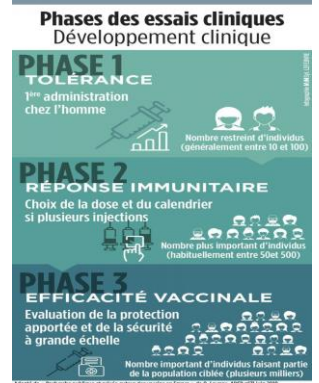 Phases des essais cliniques
Développement clinique
PHASE 1
TOLÉRANCE
1ère administration
chez l'homme
Nombre restreint d'individus
(généralement entre 10 et 100)
PHASE 2
RÉPONSE IMMUNITAIRE
Choix de la dose et du calendrier
si plusieurs injections
Nombre plus important d'individus
(habituellement entre 50et 500)
PHASE 3
EFFICACITÉ VACCINALE
Evaluation de la protection
apportée et de la sécurité
à grande échelle
Nombre important d'individus faisant partie
de la population ciblée (plusieurs milliers)